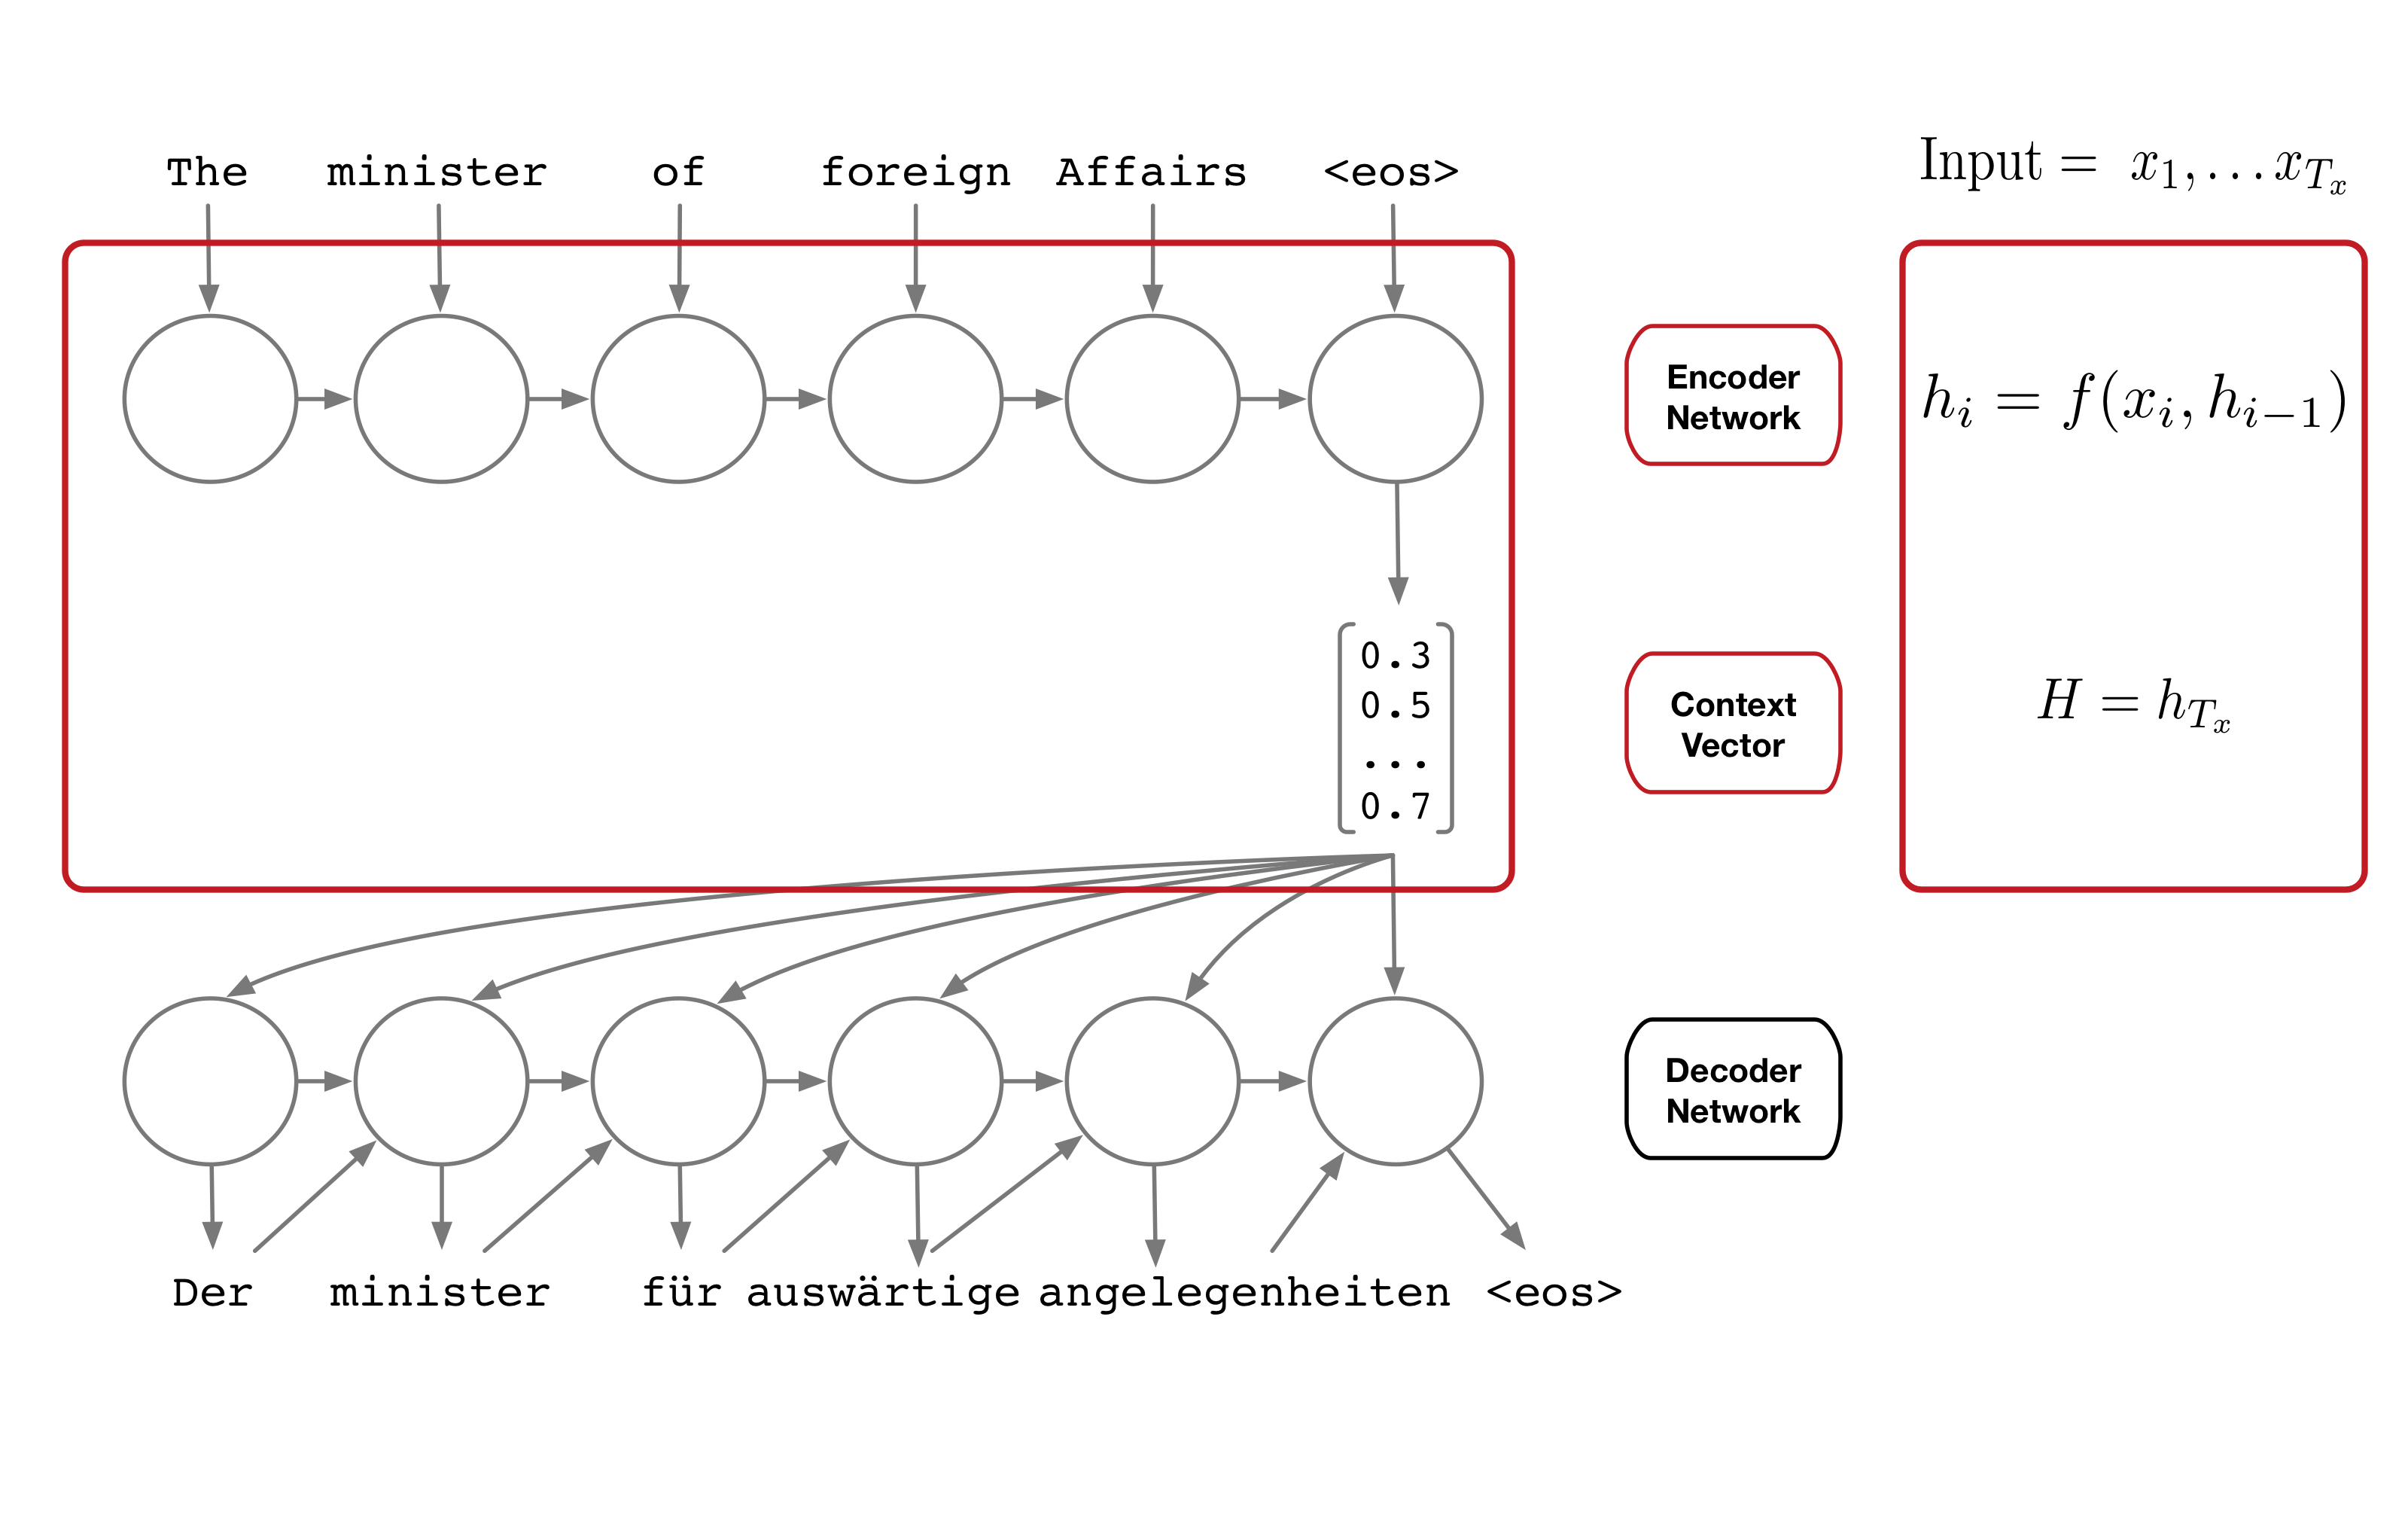 The minister of foreign Affairs <eos>
Input = x_1, ... x_{T_x}
Encoder
Network
h_i = f(x_i, h_{i-1})
0.3
0.5
...
0.7
Context
Vector
H = h_{T_x}
Decoder
Network
Der minister für auswärtige angelegenheiten <eos>